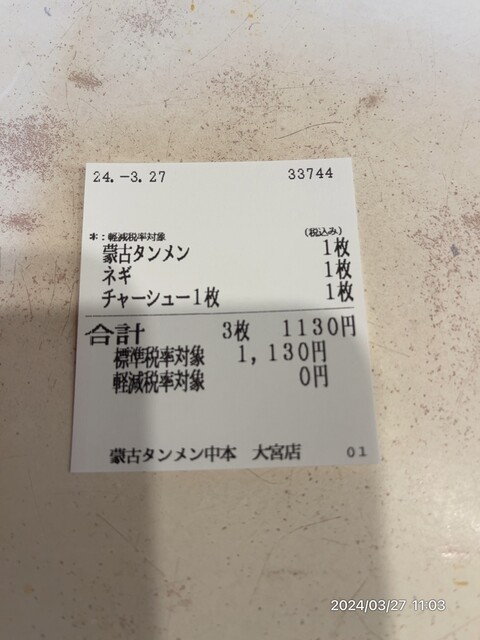 24.-3.27 33744
*:軽減税率対象 (税込み)
蒙古タンメン 1枚
ネギ 1枚
チャーシュー1枚 1枚
合計 3枚 1130円
標準税率対象 1,130円
軽減税率対象 0円
蒙古タンメン中本 大宮店 01
2024/03/27 11:03